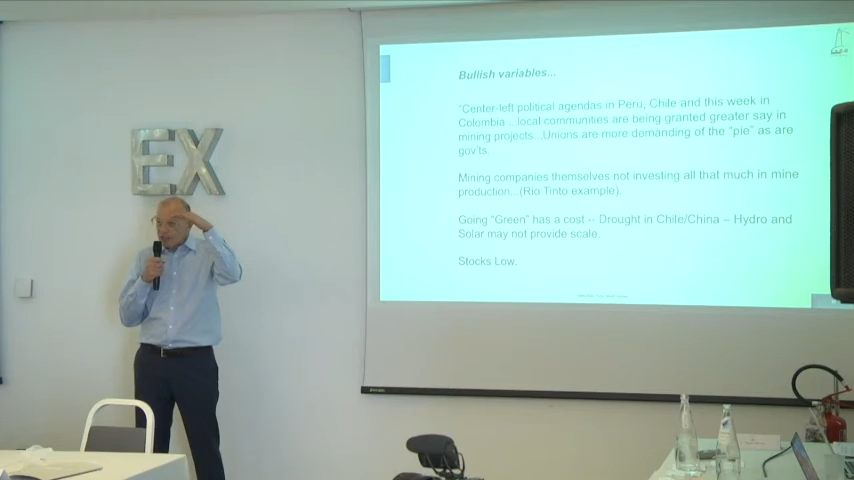 EX
Bullish variables...
"Center-left political agendas in Peru, Chile and this week in
Colombia ...local communities are being granted greater say in
mining projects...Unions are more demanding of the "pie" as are
gov'ts.
Mining companies themselves not investing all that much in mine
production...(Rio Tinto example).
Going "Green" has a cost -- Drought in Chile/China -- Hydro and
Solar may not provide scale.
Stocks Low.